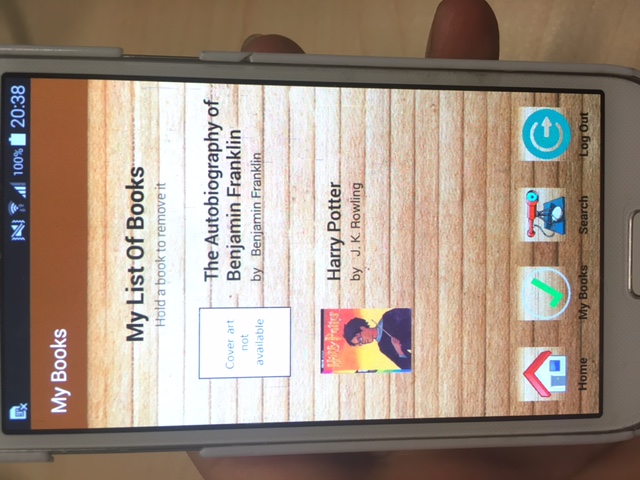 100% 20:38
My Books
My List Of Books
Hold a book to remove it
Cover art
not
available
The Autobiography of
Benjamin Franklin
by Benjamin Franklin
Harry Potter
Harry Potter
by J. K. Rowling
Home My Books Search Log Out